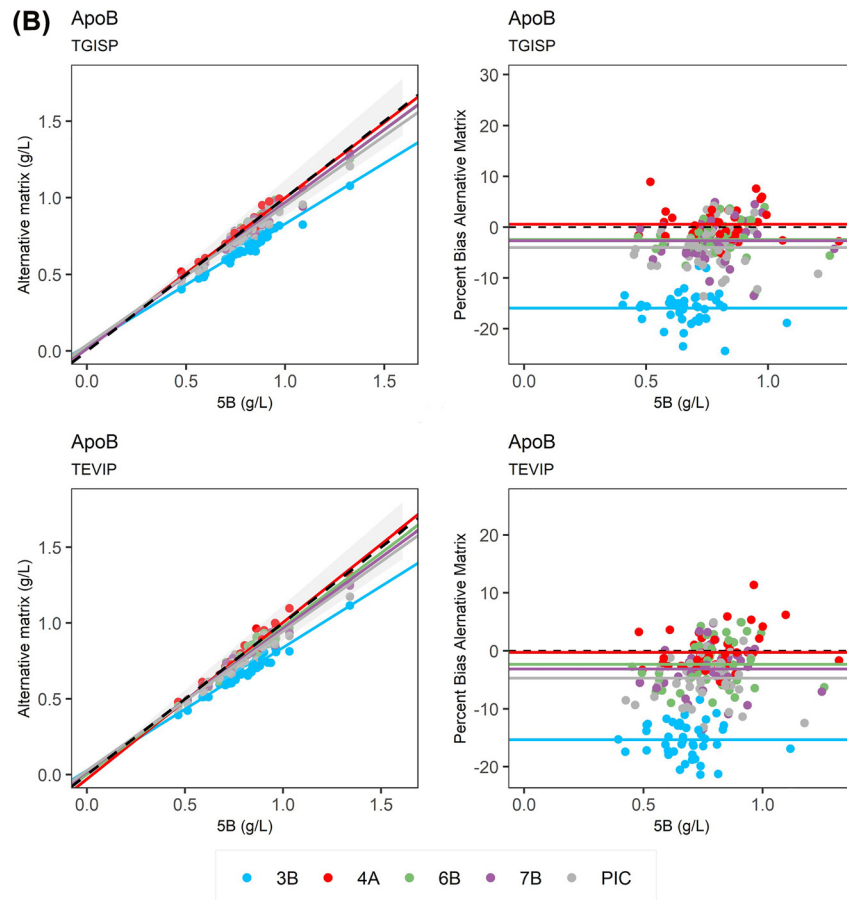 (B)
ApoB
TGISP
Alternative matrix (g/L)
1.5
1.0
0.5
0.0
0.0 0.5 1.0 1.5
5B (g/L)
ApoB
TGISP
Percent Bias Alernative Matrix
30
20
10
0
-10
-20
0.0 0.5 1.0
5B (g/L)
ApoB
TEVIP
Alternative matrix (g/L)
1.5
1.0
0.5
0.0
0.0 0.5 1.0 1.5
5B (g/L)
ApoB
TEVIP
Percent Bias Alernative Matrix
20
10
0
-10
-20
0.0 0.5 1.0
5B (g/L)
3B 4A 6B 7B PIC